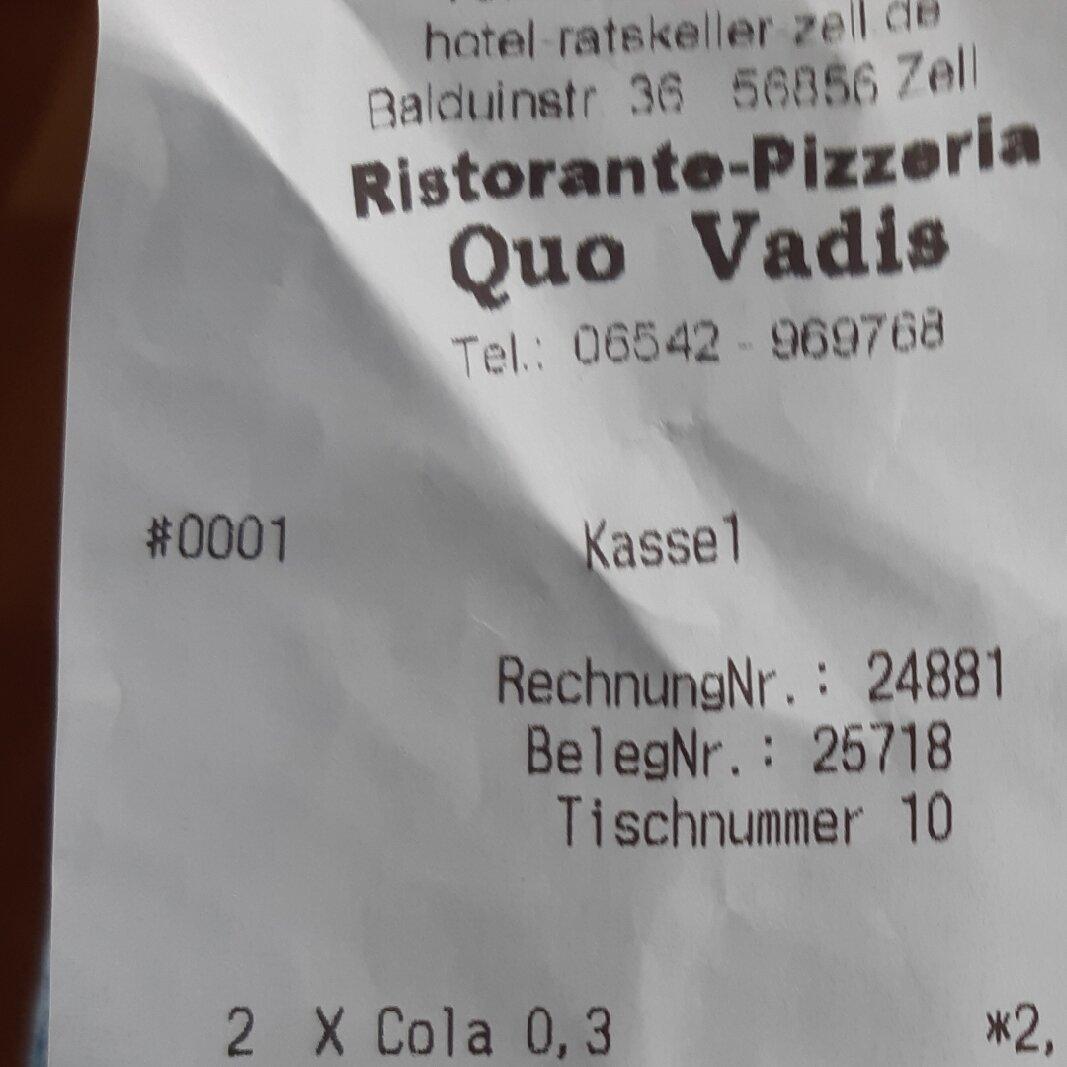 hotel-ratskeller-zell.de
Balduinstr 36 56856 Zell
Ristorante-Pizzeria
Quo Vadis
Tel.: 06542 - 969768
#0001 Kasse1
RechnungNr.: 24881
BelegNr.: 25718
Tischnummer 10
2 X Cola 0,3 *2,